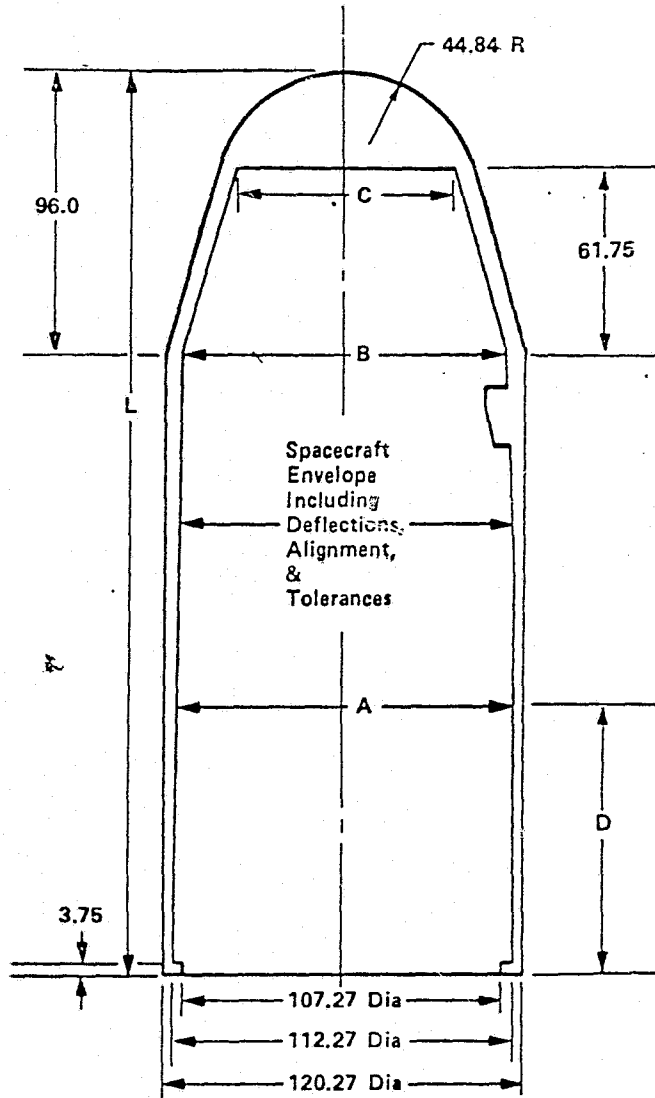 44.84 R
96.0
C
61.75
B
L
Spacecraft
Envelope
Including
Deflections,
Alignment,
&
Tolerances
A
D
3.75
107.27 Dia
112.27 Dia
120.27 Dia